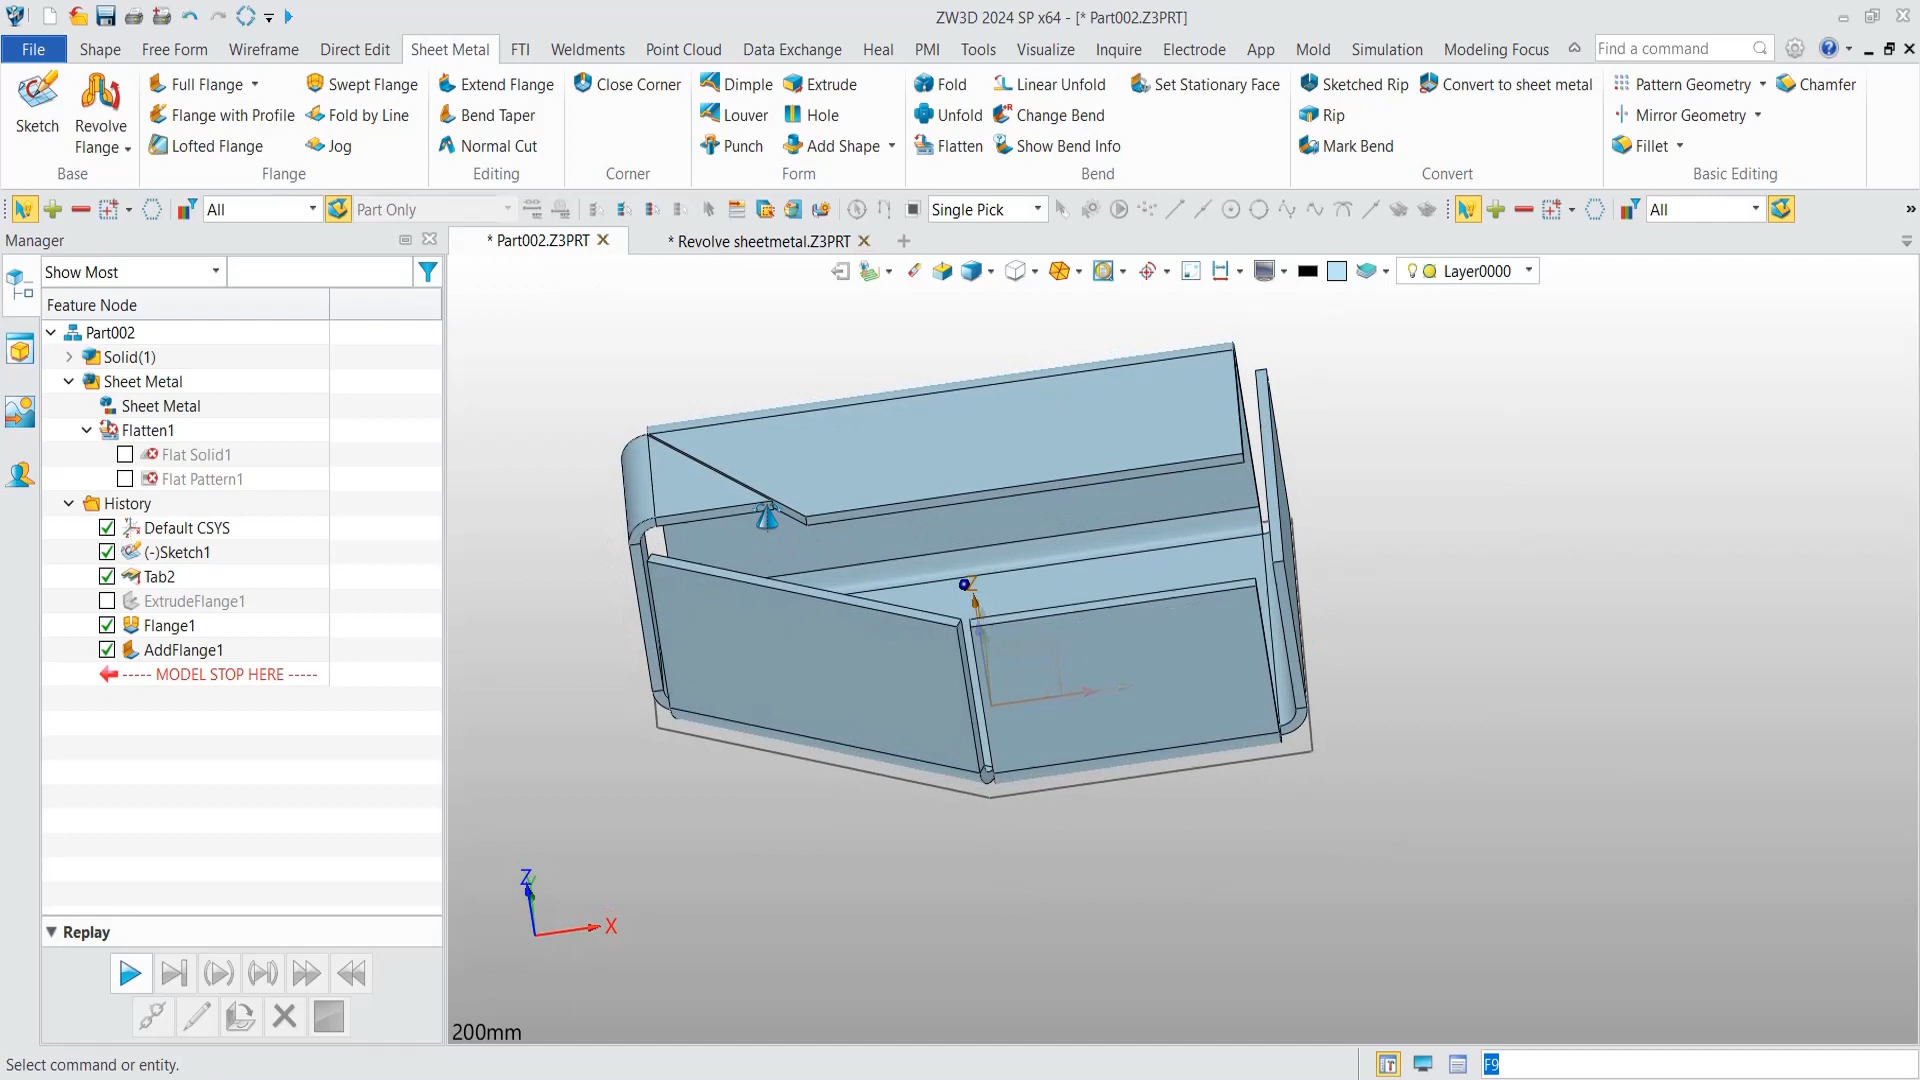 ZW3D 2024 SP x64 - [* Part002.Z3PRT]
File Shape Free Form Wireframe Direct Edit Sheet Metal FTI Weldments Point Cloud Data Exchange Heal PMI Tools Visualize Inquire Electrode App Mold Simulation Modeling Focus Find a command
Full Flange Swept Flange Extend Flange Close Corner Dimple Extrude Fold Linear Unfold Set Stationary Face Sketched Rip Convert to sheet metal Pattern Geometry Chamfer
Sketch Revolve Flange Flange with Profile Fold by Line Bend Taper Louver Hole Unfold Change Bend Rip Mirror Geometry
Lofted Flange Jog Normal Cut Punch Add Shape Flatten Show Bend Info Mark Bend Fillet
Base Flange Editing Corner Form Bend Convert Basic Editing
All Part Only Single Pick All
Manager * Part002.Z3PRT * Revolve sheetmetal.Z3PRT
Show Most Layer0000
Feature Node
Part002
Solid(1)
Sheet Metal
Sheet Metal
Flatten1
Flat Solid1
Flat Pattern1
History
Default CSYS
(-)Sketch1
Tab2
ExtrudeFlange1
Flange1
AddFlange1
----- MODEL STOP HERE -----
Z
Z
X
Replay
200mm
Select command or entity. F9